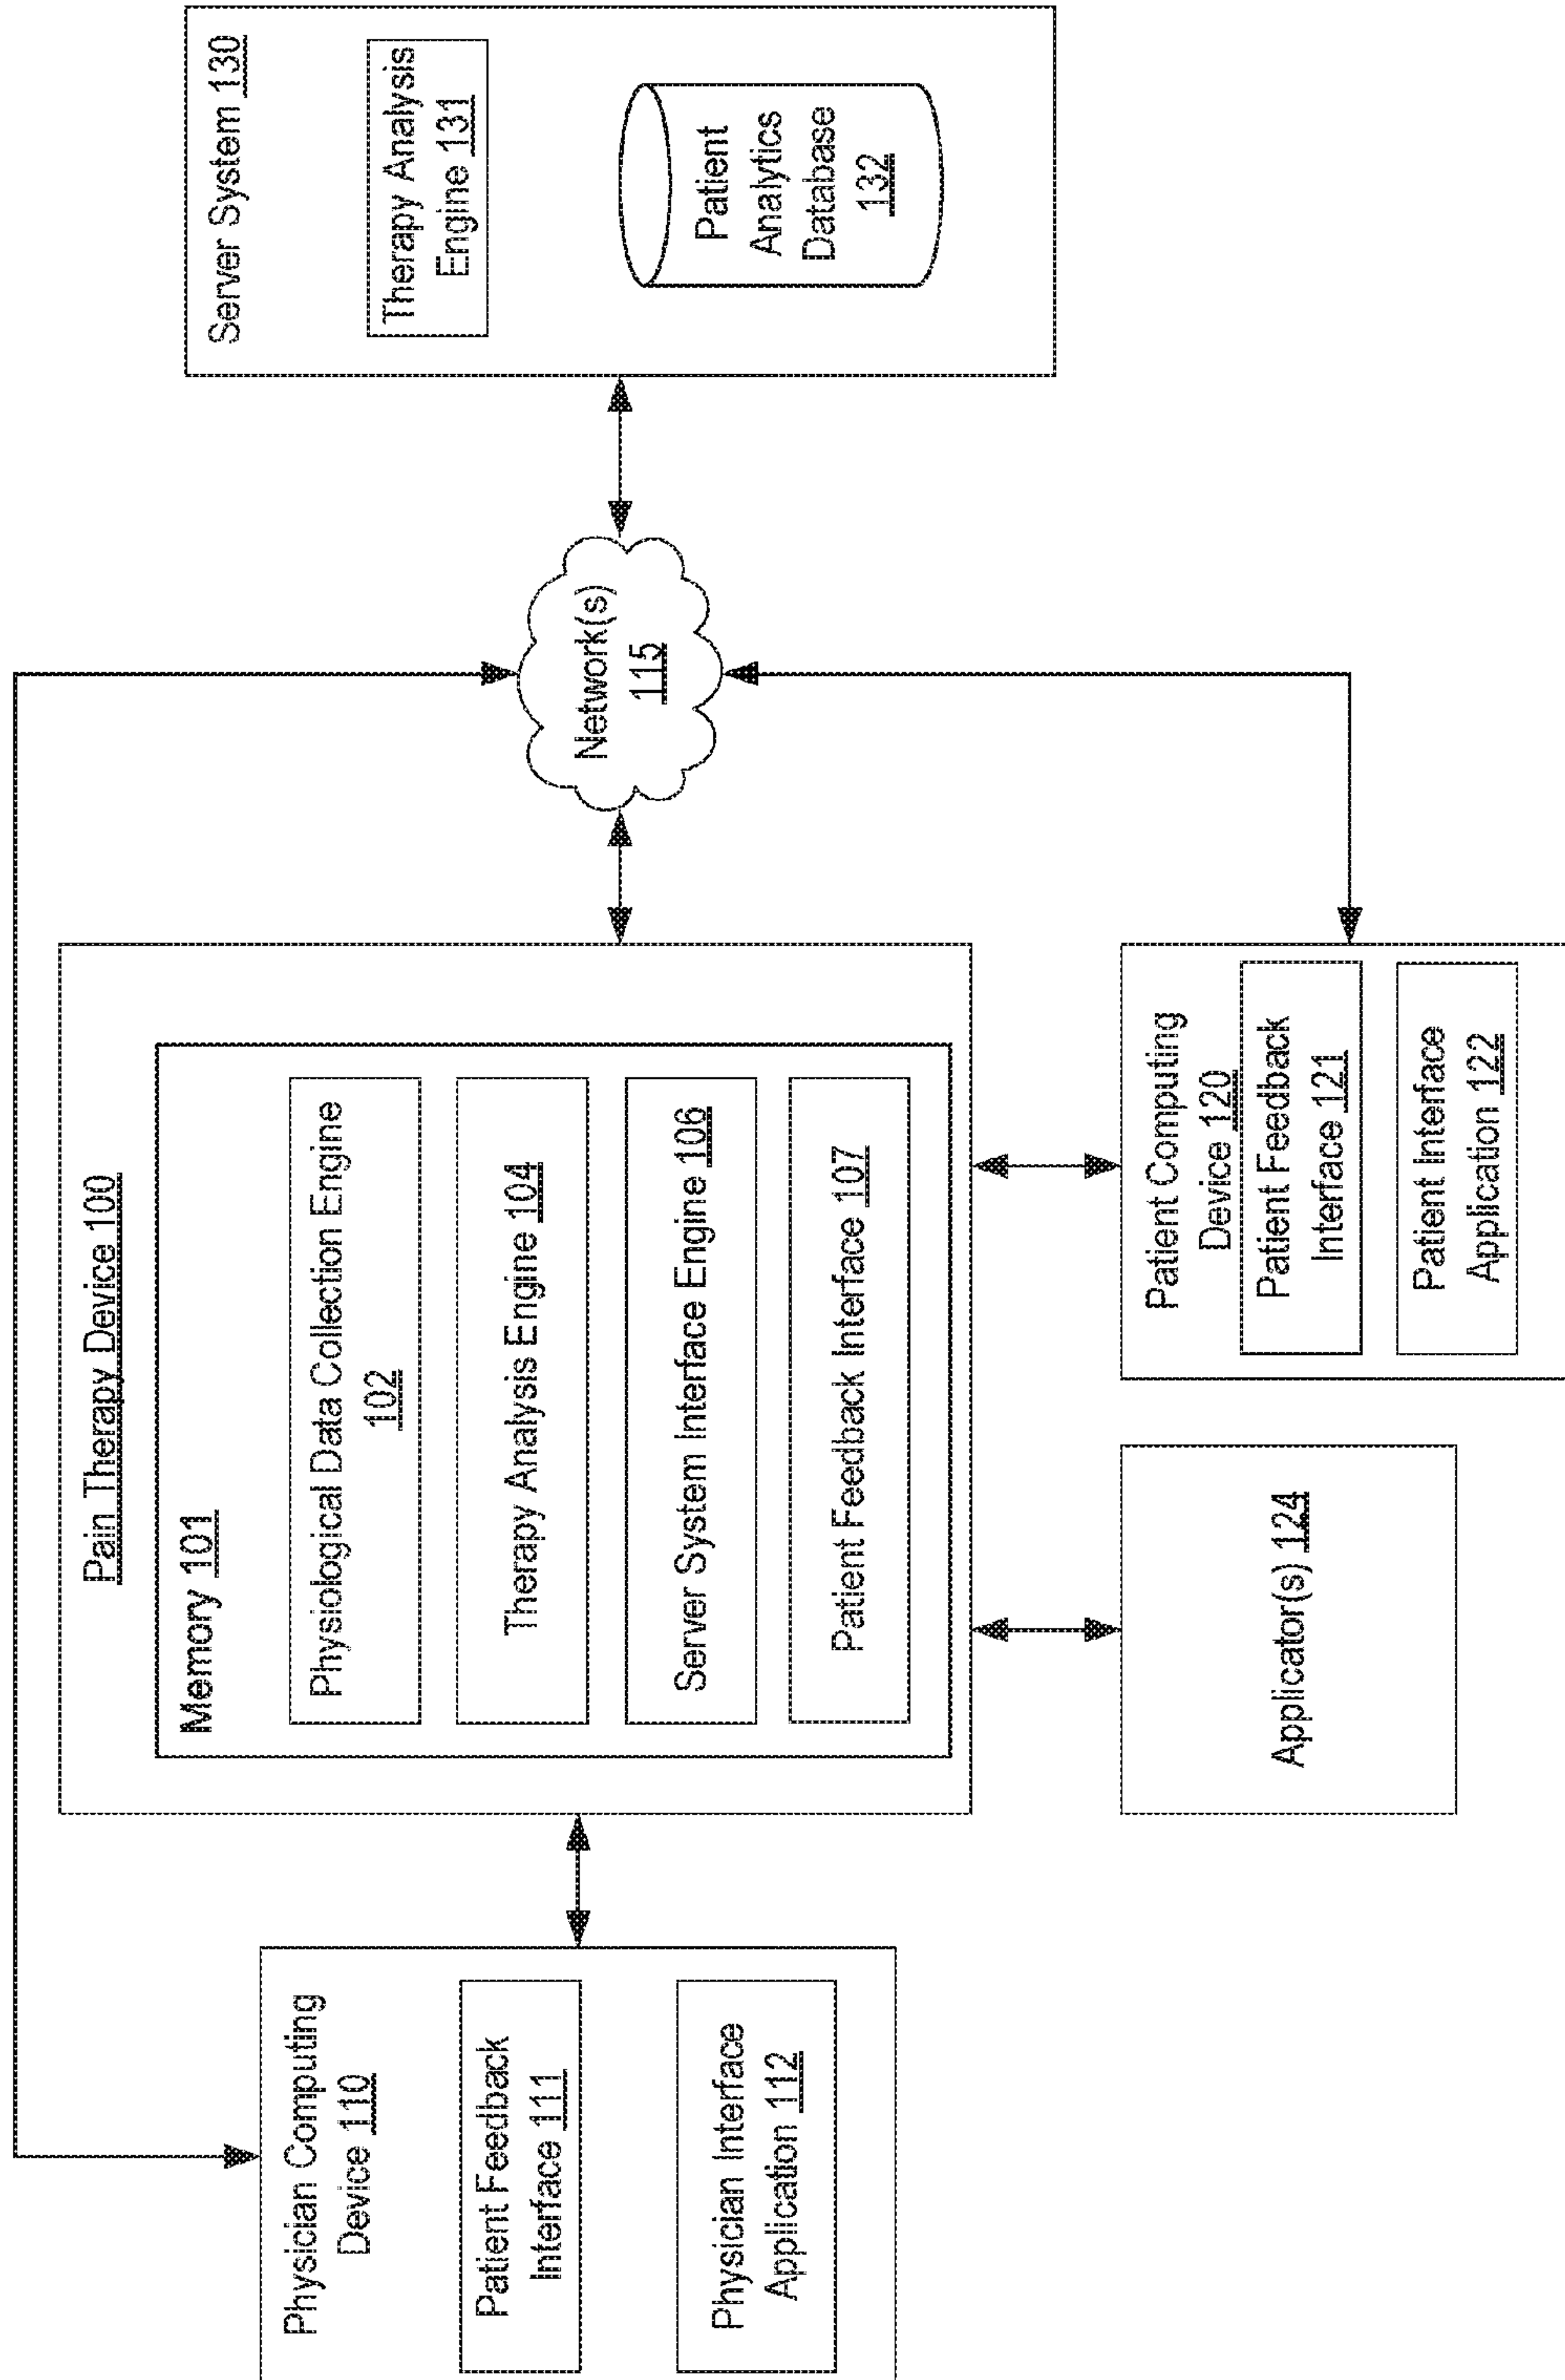 Physician Computing
Device 110
Patient Feedback
Interface 111
Physician Interface
Application 112
Pain Therapy Device 100
Memory 101
Physiological Data Collection Engine
102
Therapy Analysis Engine 104
Server System Interface Engine 106
Patient Feedback Interface 107
Applicator(s) 124
Patient Computing
Device 120
Patient Feedback
Interface 121
Patient Interface
Application 122
Network(s)
115
Server System 130
Therapy Analysis
Engine 131
Patient
Analytics
Database
132